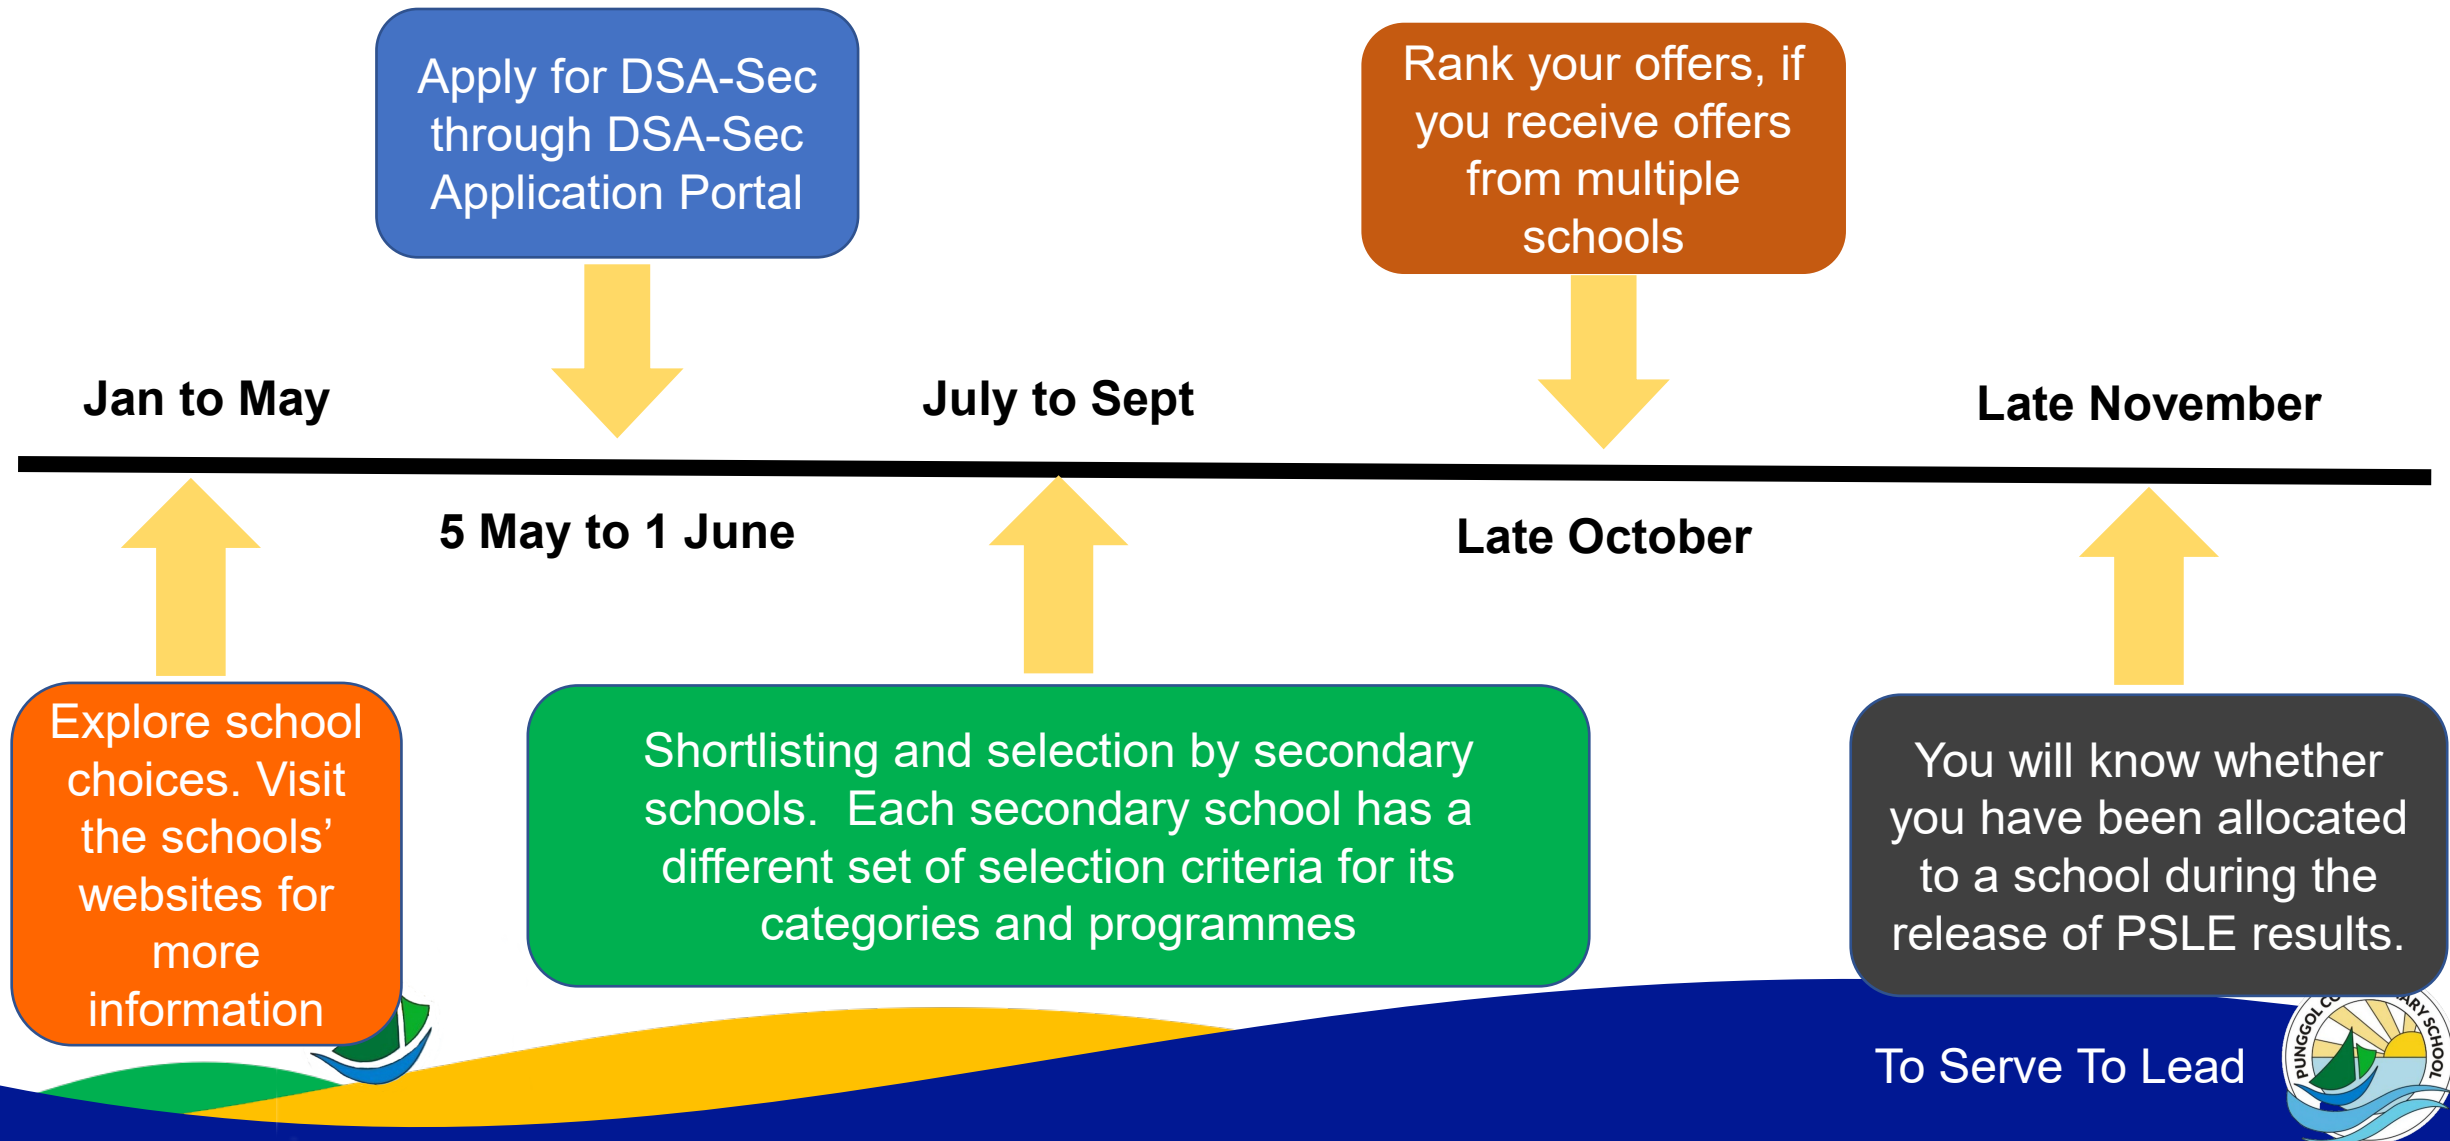 Apply for DSA-Sec
through DSA-Sec
Application Portal
Rank your offers, if
you receive offers
from multiple
schools
Jan to May
July to Sept
Late November
5 May to 1 June
Late October
Explore school
choices. Visit
the schools’
websites for
more
information
Shortlisting and selection by secondary
schools.  Each secondary school has a
different set of selection criteria for its
categories and programmes
You will know whether
you have been allocated
to a school during the
release of PSLE results.
To Serve To Lead
PUNGGOL
SCHOOL